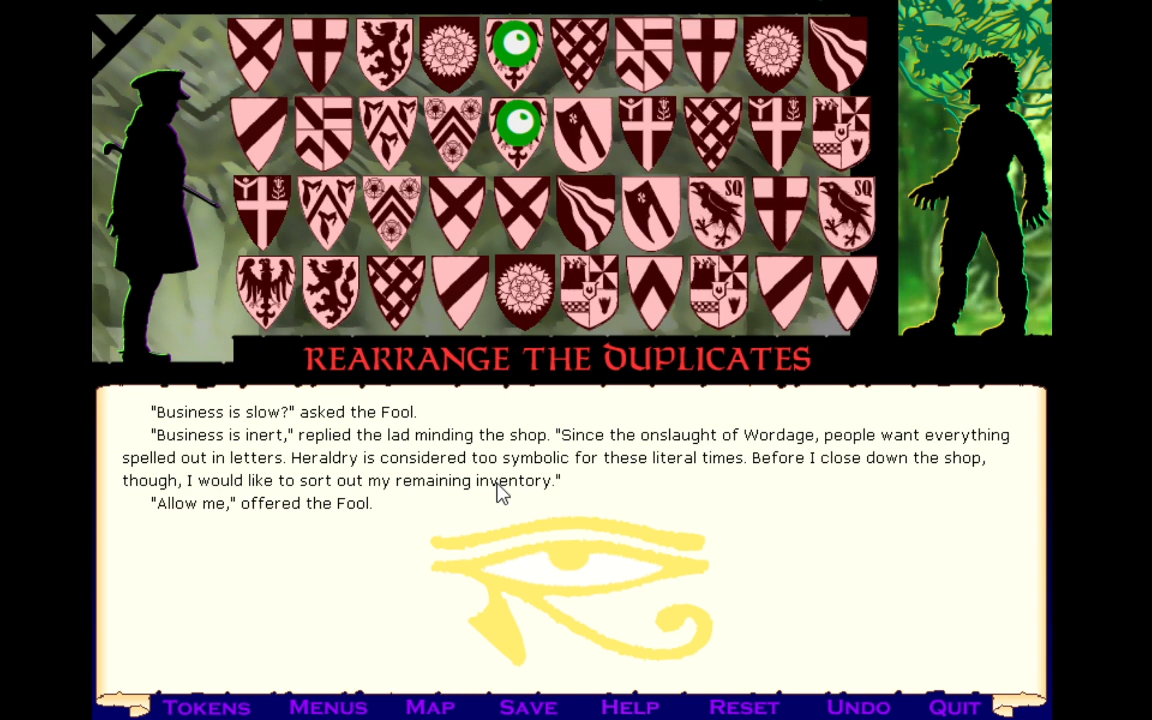 SQ
SQ
REARRANGE THE DUPLICATES
"Business is slow?" asked the Fool.
"Business is inert," replied the lad minding the shop. "Since the onslaught of Wordage, people want everything
spelled out in letters. Heraldry is considered too symbolic for these literal times. Before I close down the shop,
though, I would like to sort out my remaining inventory."
"Allow me," offered the Fool.
TOKENS MENUS MAP SAVE HELP RESET UNDO QUIT